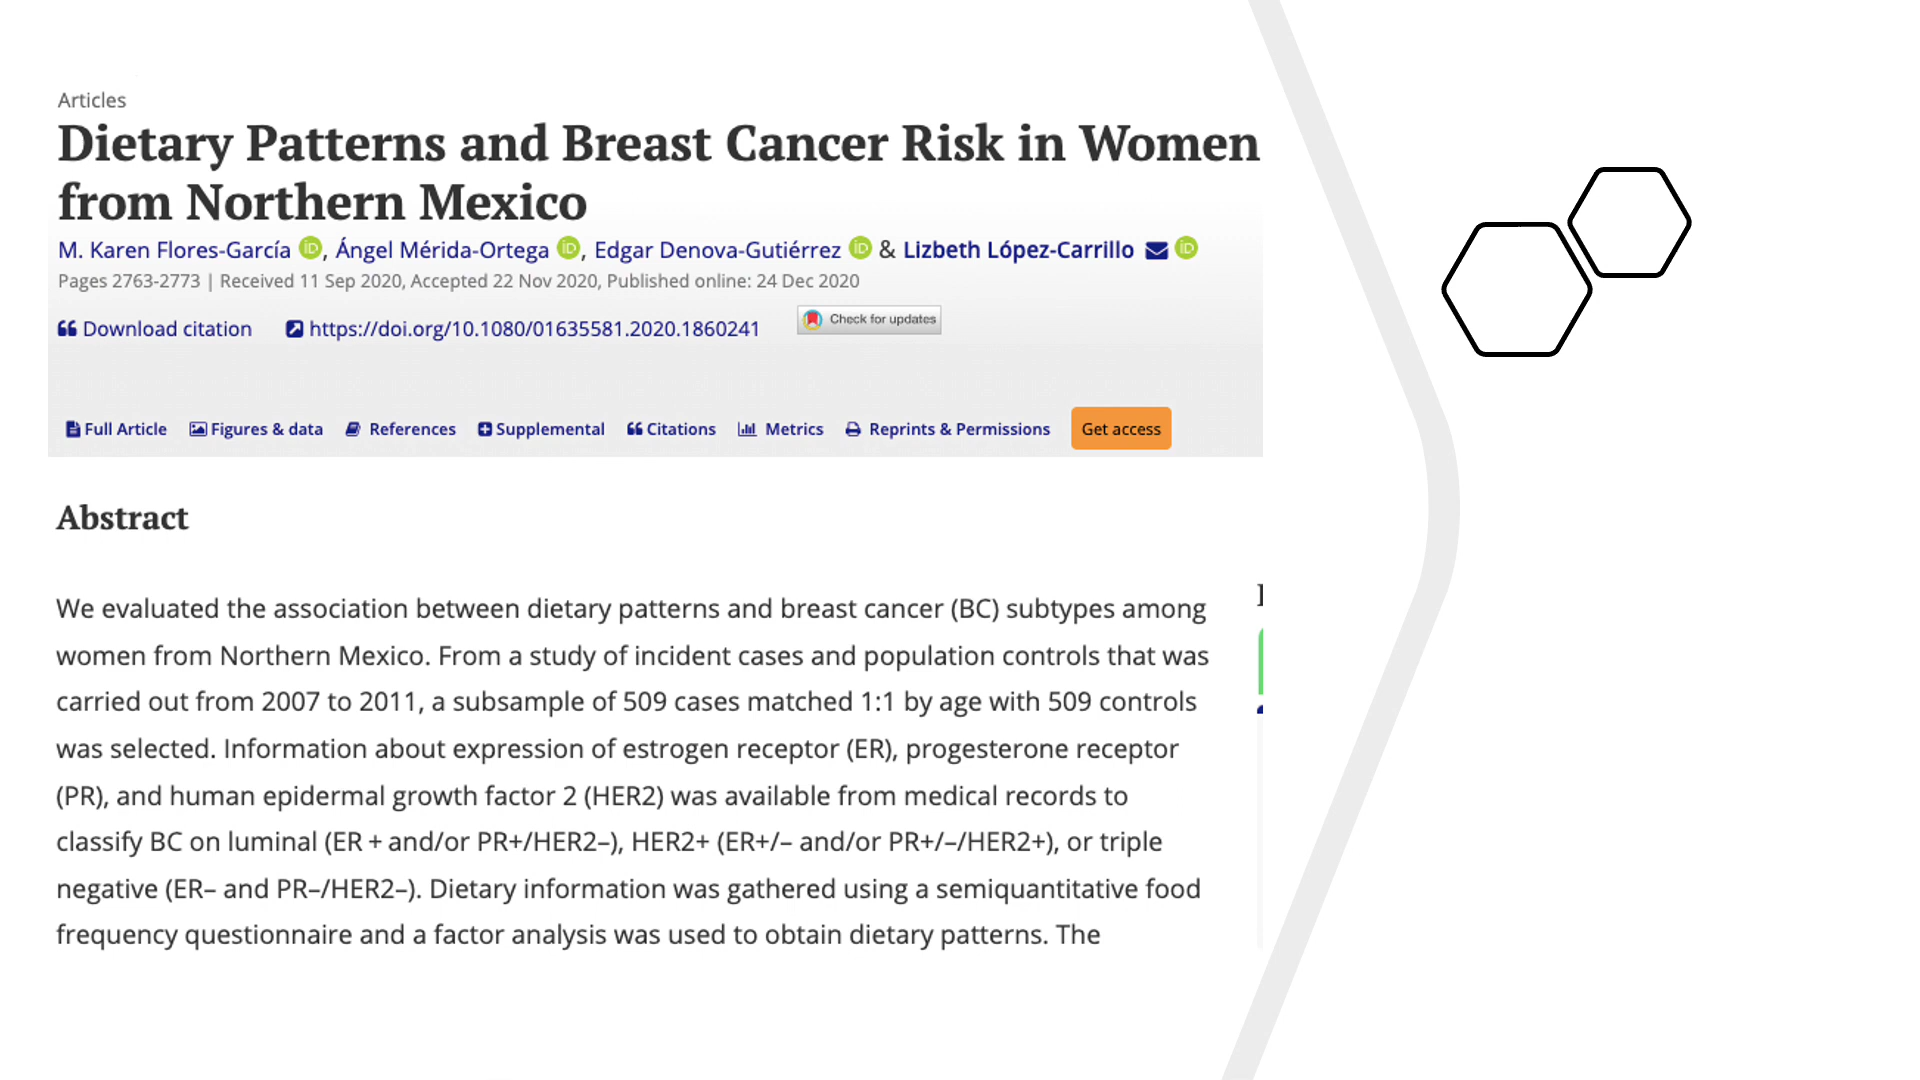 Articles
Dietary Patterns and Breast Cancer Risk in Women
from Northern Mexico
M. Karen Flores-García iD, Ángel Mérida-Ortega iD, Edgar Denova-Gutiérrez iD & Lizbeth López-Carrillo iD
Pages 2763-2773 | Received 11 Sep 2020, Accepted 22 Nov 2020, Published online: 24 Dec 2020
Download citation https://doi.org/10.1080/01635581.2020.1860241 Check for updates
Full Article Figures & data References Supplemental Citations Metrics Reprints & Permissions Get access
Abstract
We evaluated the association between dietary patterns and breast cancer (BC) subtypes among
women from Northern Mexico. From a study of incident cases and population controls that was
carried out from 2007 to 2011, a subsample of 509 cases matched 1:1 by age with 509 controls
was selected. Information about expression of estrogen receptor (ER), progesterone receptor
(PR), and human epidermal growth factor 2 (HER2) was available from medical records to
classify BC on luminal (ER + and/or PR+/HER2–), HER2+ (ER+/– and/or PR+/–/HER2+), or triple
negative (ER– and PR–/HER2–). Dietary information was gathered using a semiquantitative food
frequency questionnaire and a factor analysis was used to obtain dietary patterns. The